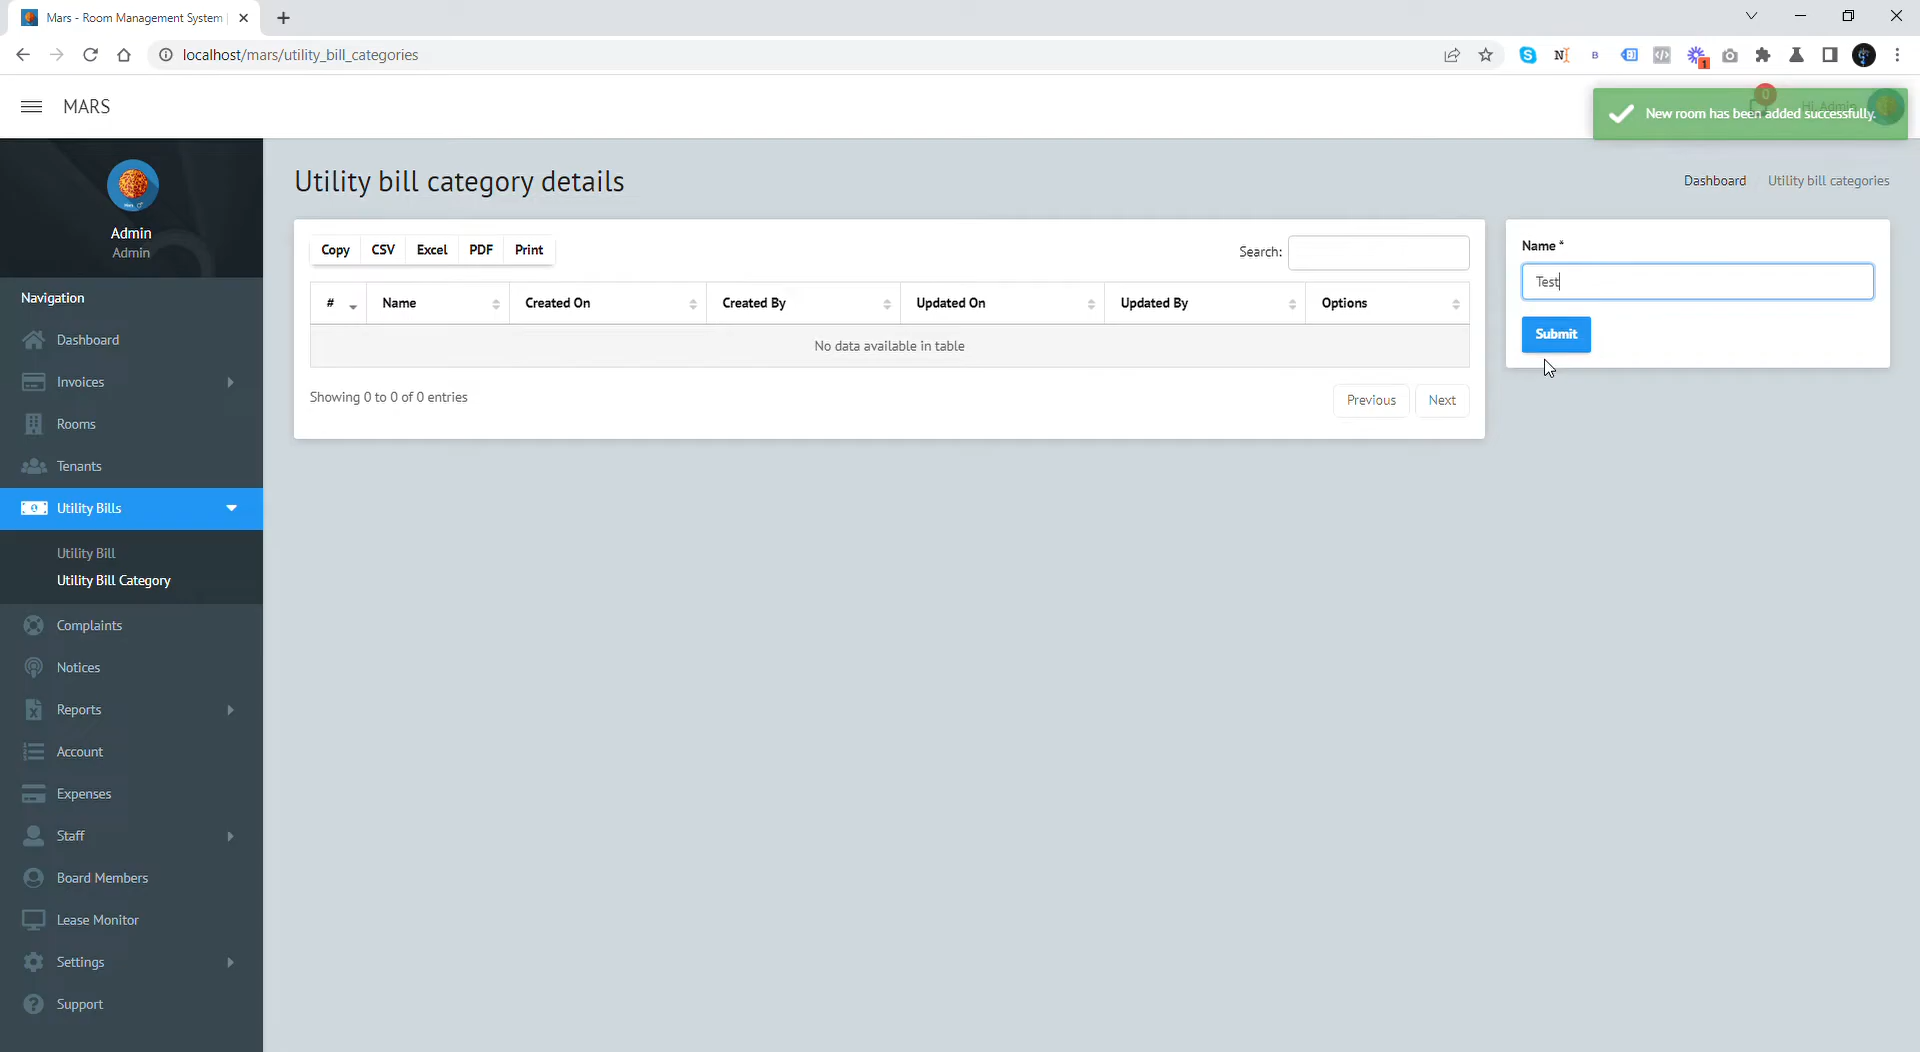 Mars - Room Management System
localhost/mars/utility_bill_categories
MARS
0
Hi, Admin
New room has been added successfully.
Admin
Admin
Navigation
Dashboard
Invoices
Rooms
Tenants
Utility Bills
Utility Bill
Utility Bill Category
Complaints
Notices
Reports
Account
Expenses
Staff
Board Members
Lease Monitor
Settings
Support
Utility bill category details
Dashboard Utility bill categories
Copy CSV Excel PDF Print
Search:
# Name Created On Created By Updated On Updated By Options
No data available in table
Showing 0 to 0 of 0 entries
Previous Next
Name *
Test
Submit